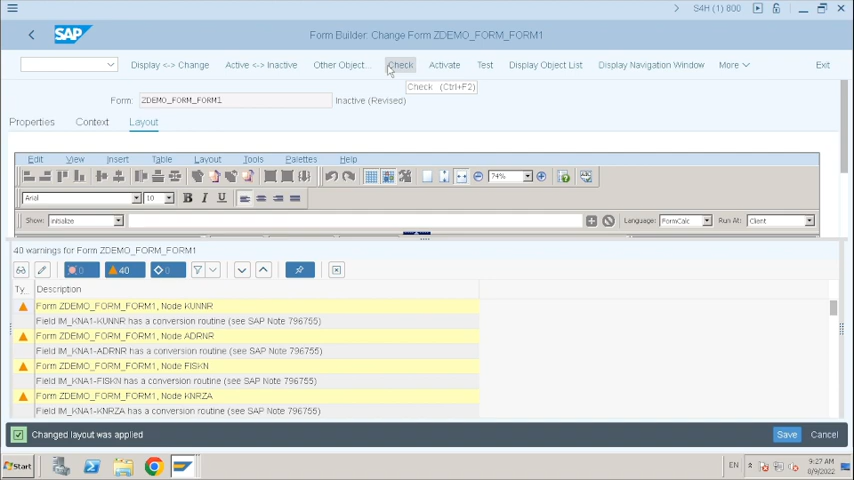 S4H (1) 800
SAP
Form Builder: Change Form ZDEMO_FORM_FORM1
Display <-> Change
Active <-> Inactive
Other Object...
Check
Activate
Test
Display Object List
Display Navigation Window
More
Exit
Check (Ctrl+F2)
Form:
ZDEMO_FORM_FORM1
Inactive (Revised)
Properties
Context
Layout
Edit
View
Insert
Table
Layout
Tools
Palettes
Help
74%
Arial
10
B I U
Show:
initialize
Language:
FormCalc
Run At:
Client
40 warnings for Form ZDEMO_FORM_FORM1
0
40
0
Ty.
Description
Form ZDEMO_FORM_FORM1, Node KUNNR
Field IM_KNA1-KUNNR has a conversion routine (see SAP Note 796755)
Form ZDEMO_FORM_FORM1, Node ADRNR
Field IM_KNA1-ADRNR has a conversion routine (see SAP Note 796755)
Form ZDEMO_FORM_FORM1, Node FISKN
Field IM_KNA1-FISKN has a conversion routine (see SAP Note 796755)
Form ZDEMO_FORM_FORM1, Node KNRZA
Field IM_KNA1-KNRZA has a conversion routine (see SAP Note 796755)
Changed layout was applied
Save
Cancel
Start
EN
9:27 AM
8/9/2022